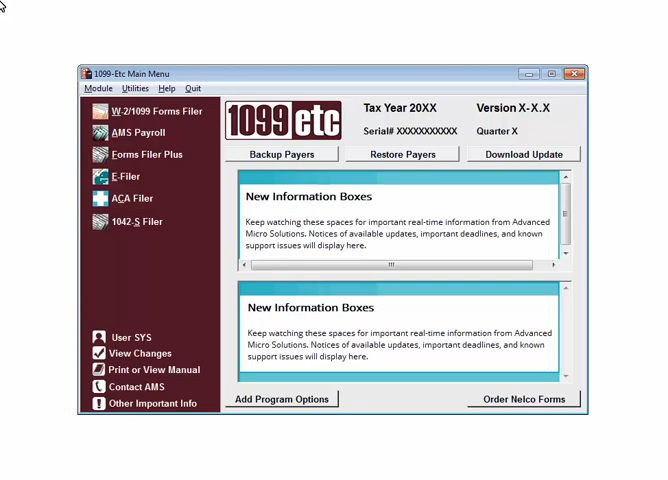 1099-Etc Main Menu
Module Utilities Help Quit
W-2/1099 Forms Filer
AMS Payroll
Forms Filer Plus
E-Filer
ACA Filer
1042-S Filer
User SYS
View Changes
Print or View Manual
Contact AMS
Other Important Info
1099 etc
Tax Year 20XX Version X-X.X
Serial# XXXXXXXXXXX Quarter X
Backup Payers Restore Payers Download Update
New Information Boxes
Keep watching these spaces for important real-time information from Advanced
Micro Solutions. Notices of available updates, important deadlines, and known
support issues will display here.
New Information Boxes
Keep watching these spaces for important real-time information from Advanced
Micro Solutions. Notices of available updates, important deadlines, and known
support issues will display here.
Add Program Options Order Nelco Forms